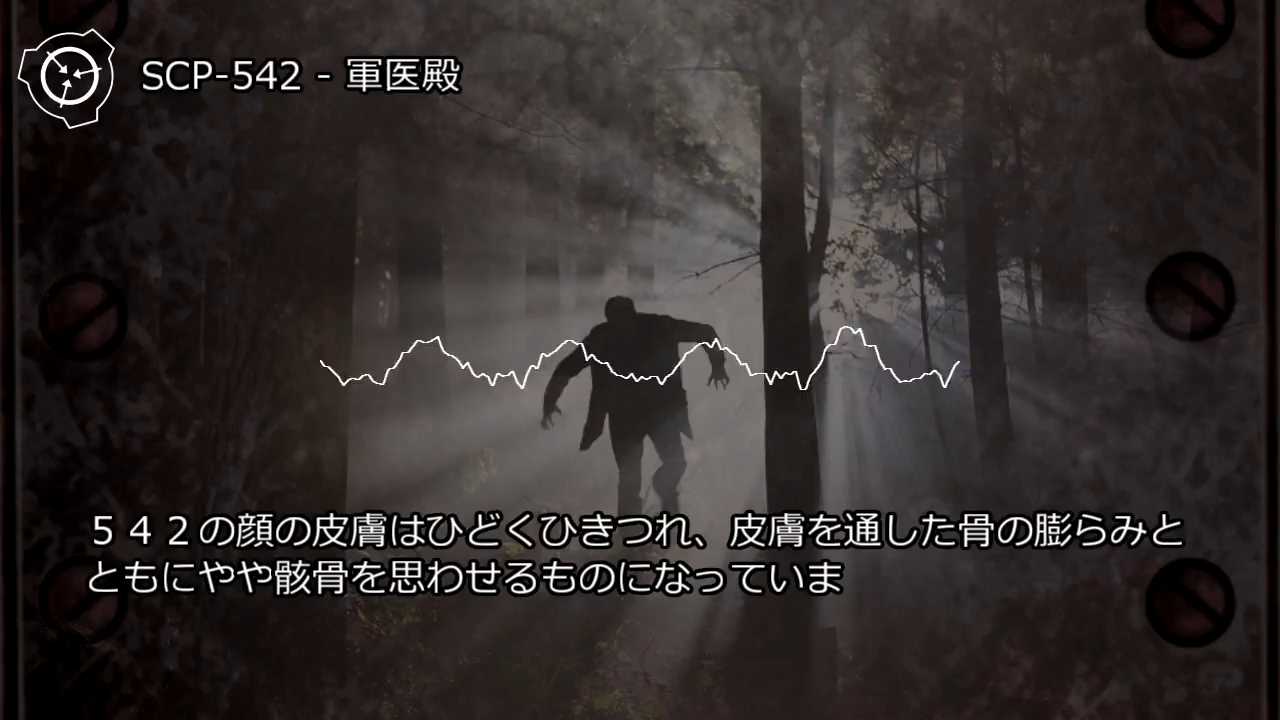 SCP-542 - 軍医殿
５４２の顔の皮膚はひどくひきつれ、皮膚を通した骨の膨らみと
ともにやや骸骨を思わせるものになっていま